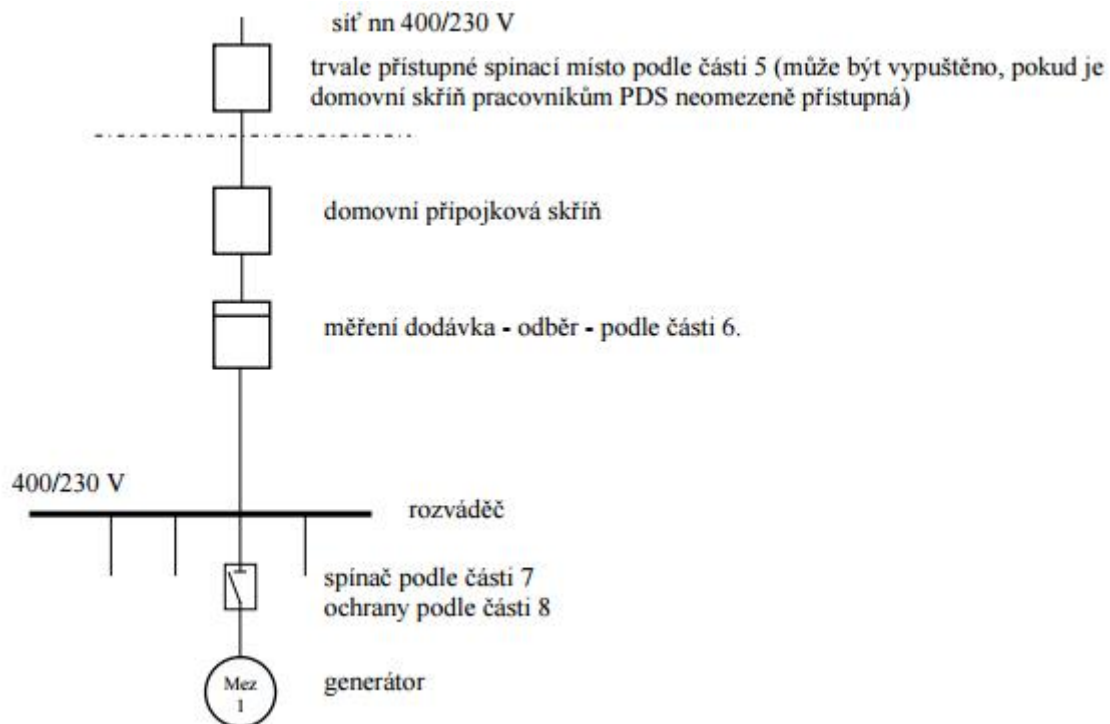 síť nn 400/230 V
trvale přístupné spínací místo podle části 5 (může být vypuštěno, pokud je
domovní skříň pracovníkům PDS neomezeně přístupná)
domovní přípojková skříň
měření dodávka - odběr - podle části 6.
400/230 V
rozváděč
spínač podle části 7
ochrany podle části 8
Mez
1
generátor